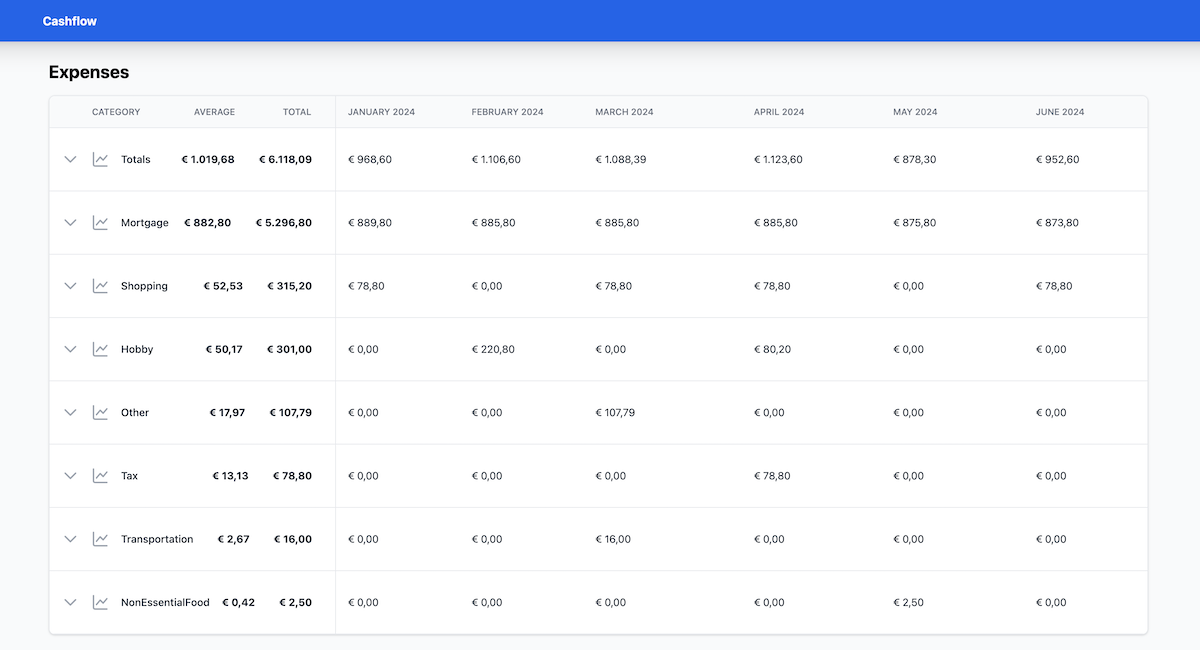 Cashflow
Expenses
CATEGORY AVERAGE TOTAL JANUARY 2024 FEBRUARY 2024 MARCH 2024 APRIL 2024 MAY 2024 JUNE 2024
Totals € 1.019,68 € 6.118,09 € 968,60 € 1.106,60 € 1.088,39 € 1.123,60 € 878,30 € 952,60
Mortgage € 882,80 € 5.296,80 € 889,80 € 885,80 € 885,80 € 885,80 € 875,80 € 873,80
Shopping € 52,53 € 315,20 € 78,80 € 0,00 € 78,80 € 78,80 € 0,00 € 78,80
Hobby € 50,17 € 301,00 € 0,00 € 220,80 € 0,00 € 80,20 € 0,00 € 0,00
Other € 17,97 € 107,79 € 0,00 € 0,00 € 107,79 € 0,00 € 0,00 € 0,00
Tax € 13,13 € 78,80 € 0,00 € 0,00 € 0,00 € 78,80 € 0,00 € 0,00
Transportation € 2,67 € 16,00 € 0,00 € 0,00 € 16,00 € 0,00 € 0,00 € 0,00
NonEssentialFood € 0,42 € 2,50 € 0,00 € 0,00 € 0,00 € 0,00 € 2,50 € 0,00